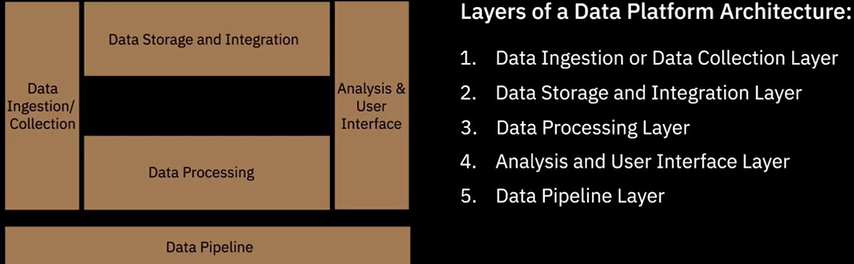 Data Storage and Integration
Data
Ingestion/
Collection
Analysis &
User
Interface
Data Processing
Data Pipeline
Layers of a Data Platform Architecture:
1. Data Ingestion or Data Collection Layer
2. Data Storage and Integration Layer
3. Data Processing Layer
4. Analysis and User Interface Layer
5. Data Pipeline Layer